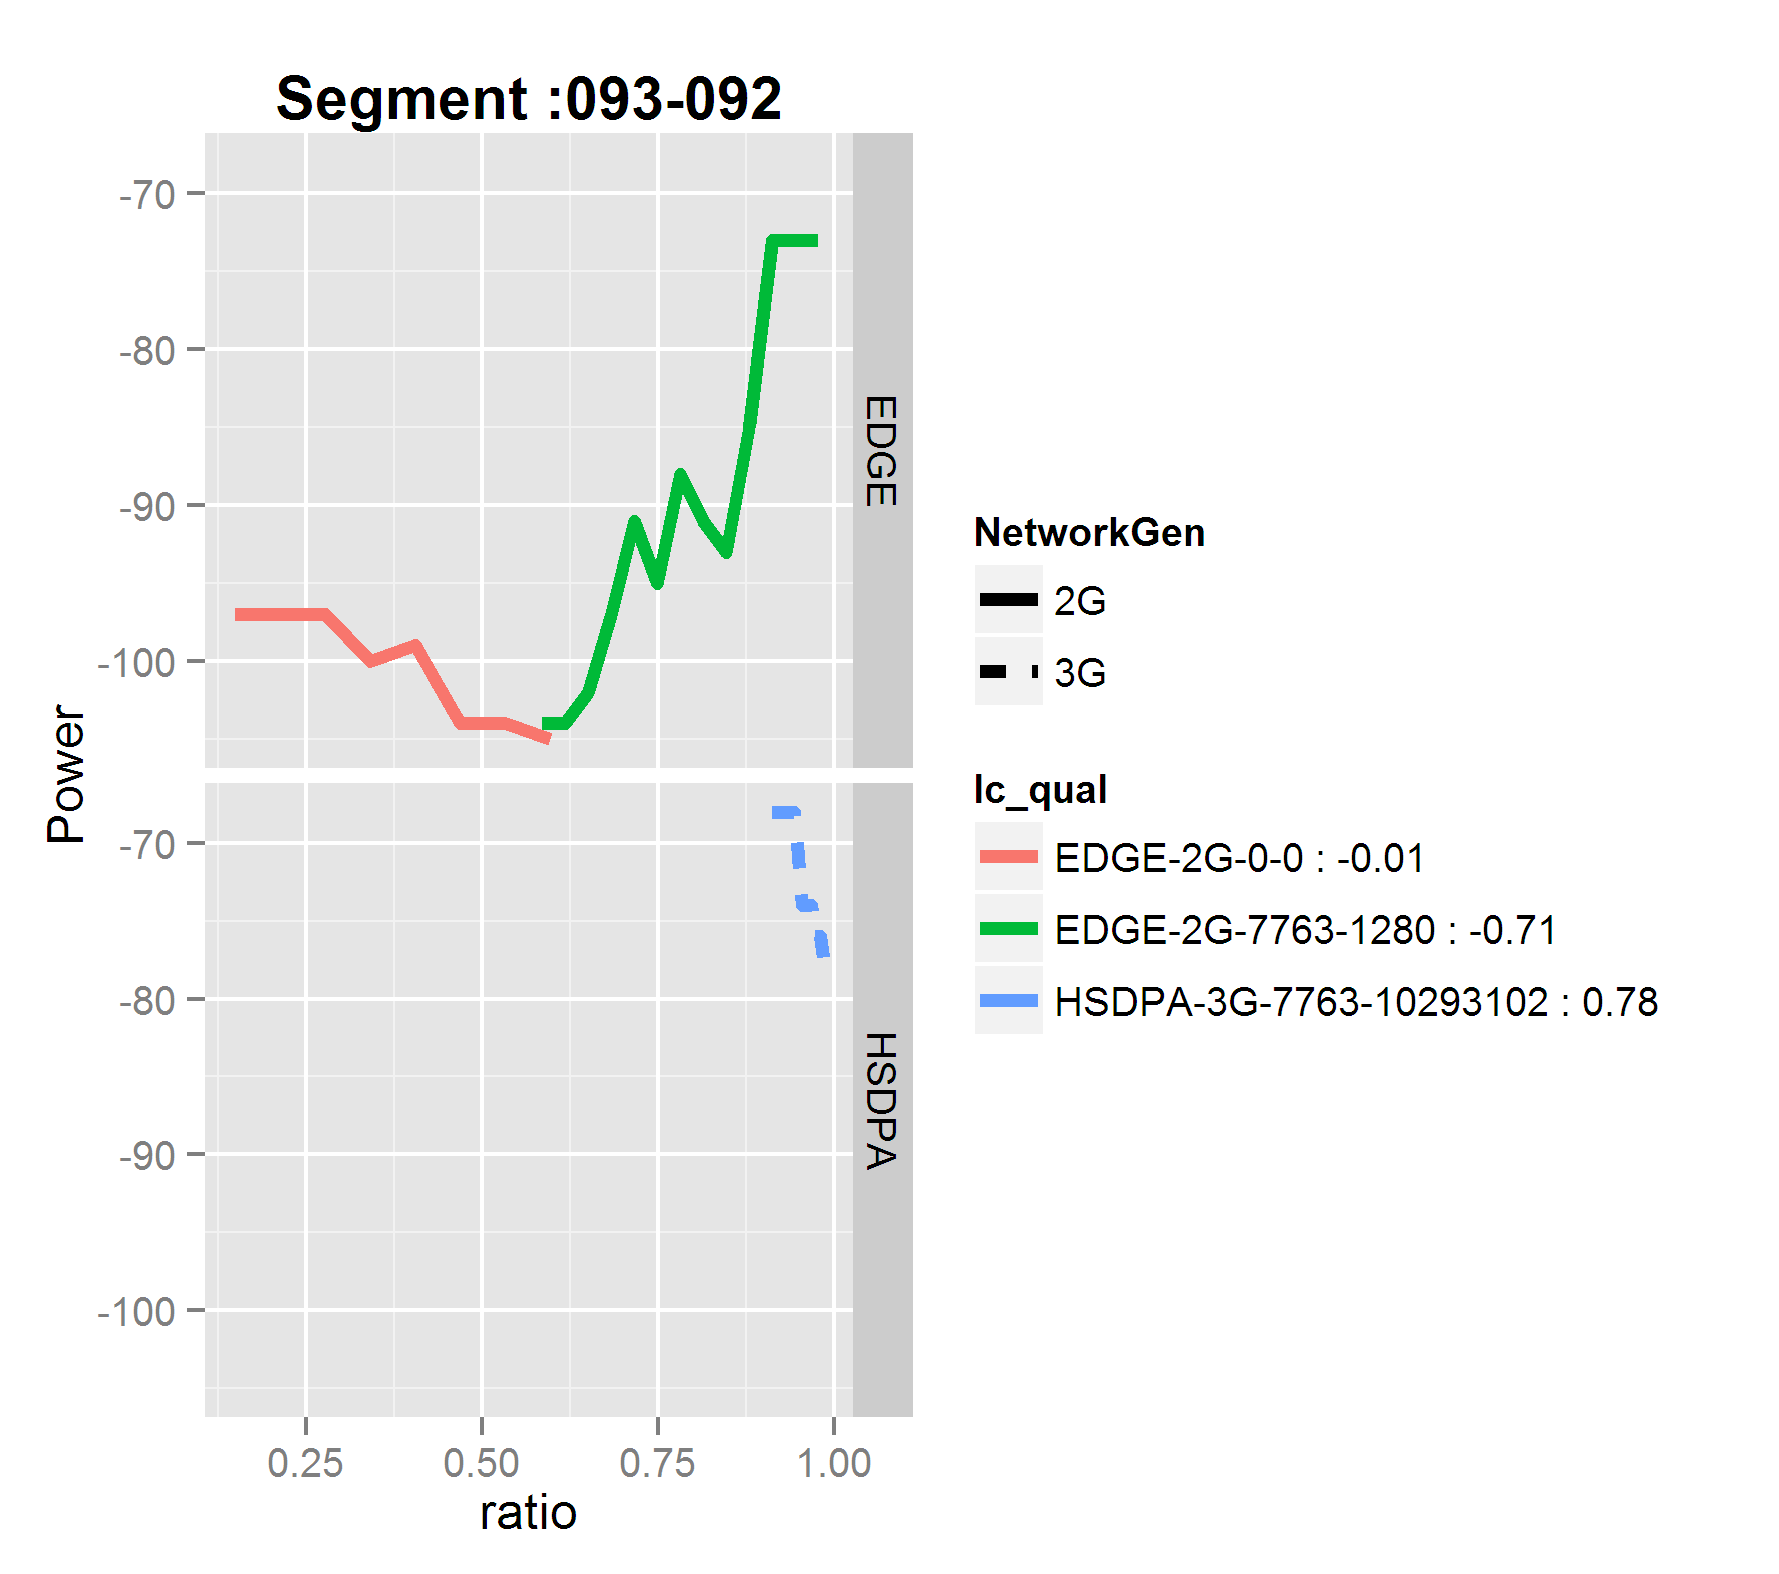 Segment :093-092
-70
-80
-90
-100
EDGE
Power
-70
-80
-90
-100
HSDPA
0.25 0.50 0.75 1.00
ratio
NetworkGen
2G
3G
lc_qual
EDGE-2G-0-0 : -0.01
EDGE-2G-7763-1280 : -0.71
HSDPA-3G-7763-10293102 : 0.78